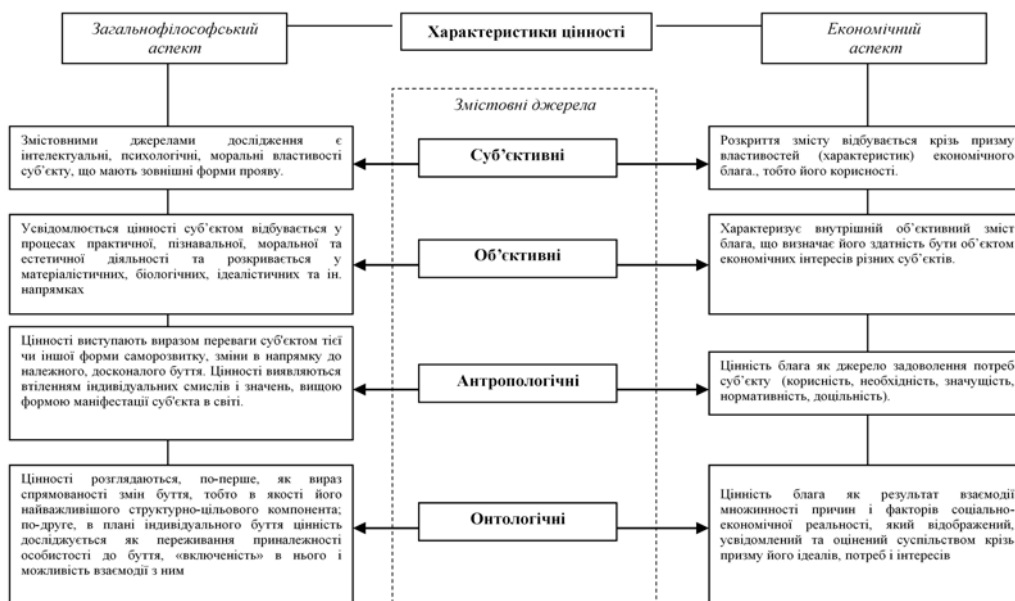 Загальнофілософський
аспект
Характеристики цінності
Економічний
аспект
Змістовні джерела
Змістовними джерелами дослідження є
інтелектуальні, психологічні, моральні властивості
суб’єкту, що мають зовнішні форми прояву.
Суб’єктивні
Розкриття змісту відбувається крізь призму
властивостей (характеристик) економічного
блага., тобто його корисності.
Усвідомлюється цінності суб’єктом відбувається у
процесах практичної, пізнавальної, моральної та
естетичної діяльності та розкривається у
матеріалістичних, біологічних, ідеалістичних та ін.
напрямках
Об’єктивні
Характеризує внутрішній об’єктивний зміст
блага, що визначає його здатність бути об’єктом
економічних інтересів різних суб’єктів.
Цінності виступають виразом переваги суб'єктом тієї
чи іншої форми саморозвитку, зміни в напрямку до
належного, досконалого буття. Цінності виявляються
втіленням індивідуальних смислів і значень, вищою
формою маніфестації суб'єкта в світі.
Антропологічні
Цінність блага як джерело задоволення потреб
суб’єкту (корисність, необхідність, значущість,
нормативність, доцільність).
Цінності розглядаються, по-перше, як вираз
спрямованості змін буття, тобто в якості його
найважливішого структурно-цільового компонента;
по-друге, в плані індивідуального буття цінність
досліджується як переживання приналежності
особистості до буття, «включеність» в нього і
можливість взаємодії з ним
Онтологічні
Цінність блага як результат взаємодії
множинності причин і факторів соціально-
економічної реальності, який відображений,
усвідомлений та оцінений суспільством крізь
призму його ідеалів, потреб і інтересів